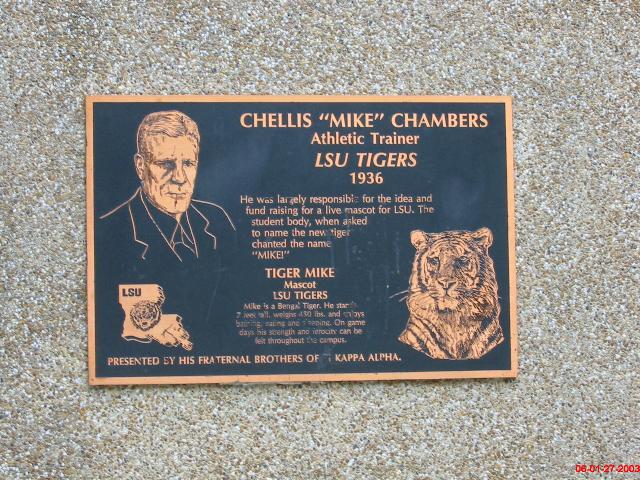 CHELLIS "MIKE" CHAMBERS
Athletic Trainer
LSU TIGERS
1936
He was largely responsible for the idea and
fund raising for a live mascot for LSU. The
student body, when asked
to name the new tiger
chanted the name
"MIKE!"
TIGER MIKE
Mascot
LSU TIGERS
Mike is a Bengal Tiger. He stands
7 feet tall, weighs 450 lbs. and enjoys
bathing, eating and sleeping. On game
days his strength and ferocity can be
felt throughout the campus.
LSU
PRESENTED BY HIS FRATERNAL BROTHERS OF KAPPA ALPHA.
06-01-27-2003